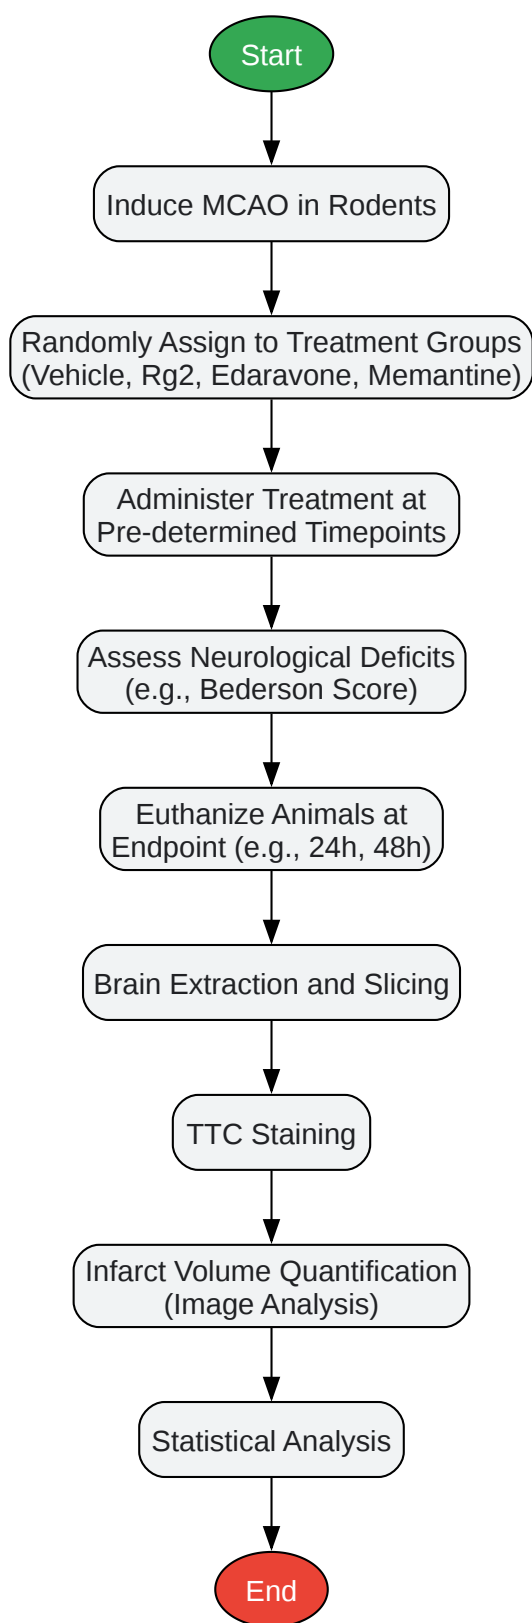 Start
Induce MCAO in Rodents
Randomly Assign to Treatment Groups
(Vehicle, Rg2, Edaravone, Memantine)
Administer Treatment at
Pre-determined Timepoints
Assess Neurological Deficits
(e.g., Bederson Score)
Euthanize Animals at
Endpoint (e.g., 24h, 48h)
Brain Extraction and Slicing
TTC Staining
Infarct Volume Quantification
(Image Analysis)
Statistical Analysis
End